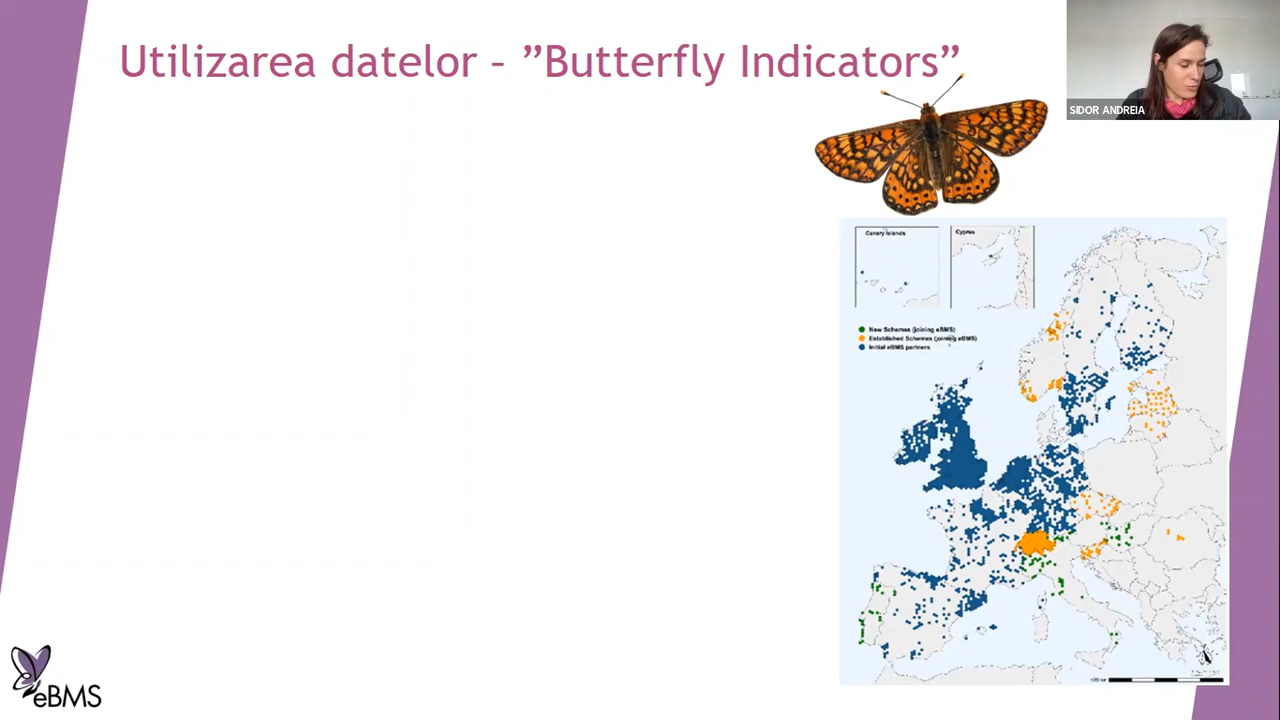 Utilizarea datelor – ”Butterfly Indicators”
SIDOR ANDREIA
Canary Islands
Cyprus
New Schemes (joining eBMS)
Established Schemes (joining eBMS)
Initial eBMS partners
eBMS